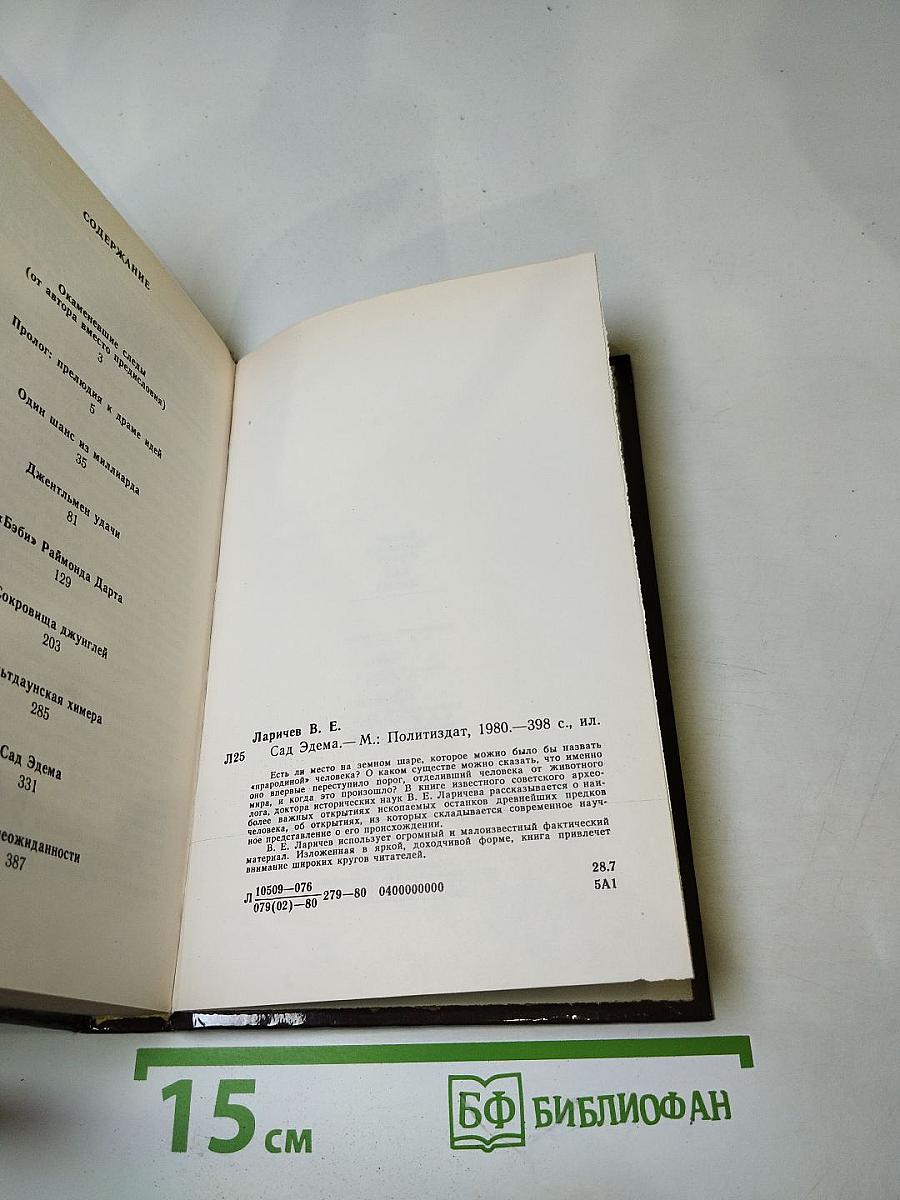 СОДЕРЖАНИЕ
Окаменевшие следы
(от автора вместо предисловия)
3
Пролог: прелюдия к драме идей
5
Один шанс из миллиарда
35
Джентльмен удачи
81
«Бэби» Раймонда Дарта
129
Сокровища джунглей
203
химера
285
Сад Эдема
331
387
Ларичев В. Е.
Л25 Сад Эдема.— М.: Политиздат, 1980.—398 с., ил.
Есть ли место на земном шаре, которое можно было бы назвать
«прародиной» человека? О каком существе можно сказать, что именно
оно впервые переступило порог, отделивший человека от животного
мира, и когда это произошло? В книге известного советского архео-
лога, доктора исторических наук В. Е. Ларичева рассказывается о наи-
более важных открытиях ископаемых останков древнейших предков
человека, об открытиях, из которых складывается современное науч-
ное представление о его происхождении.
В. Е. Ларичев использует огромный и малоизвестный фактический
материал. Изложенная в яркой, доходчивой форме, книга привлечет
внимание широких кругов читателей.
Л 10509—076 279—80 0400000000 28.7
079(02)—80 5А1
15 см
БФ БИБЛИОФАН